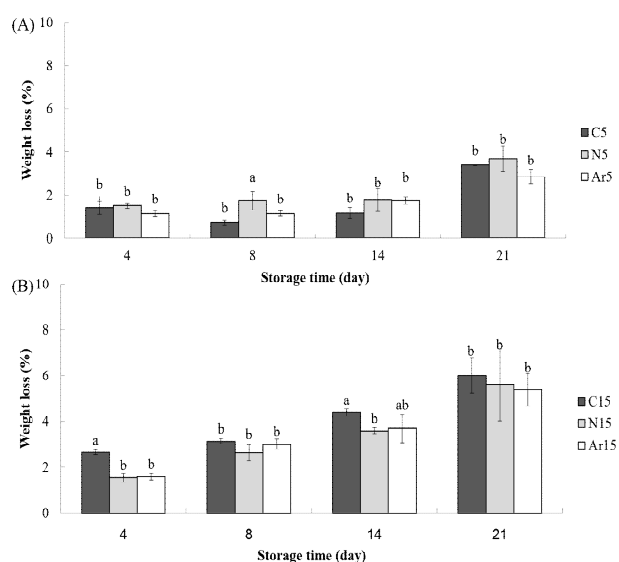 (A)
10
8
6
4
2
0
Weight loss (%)
b b b
b a b
b b b
b b b
4 8 14 21
Storage time (day)
C5
N5
Ar5
(B)
10
8
6
4
2
0
Weight loss (%)
a b b
b b b
a b ab
b b b
4 8 14 21
Storage time (day)
C15
N15
Ar15